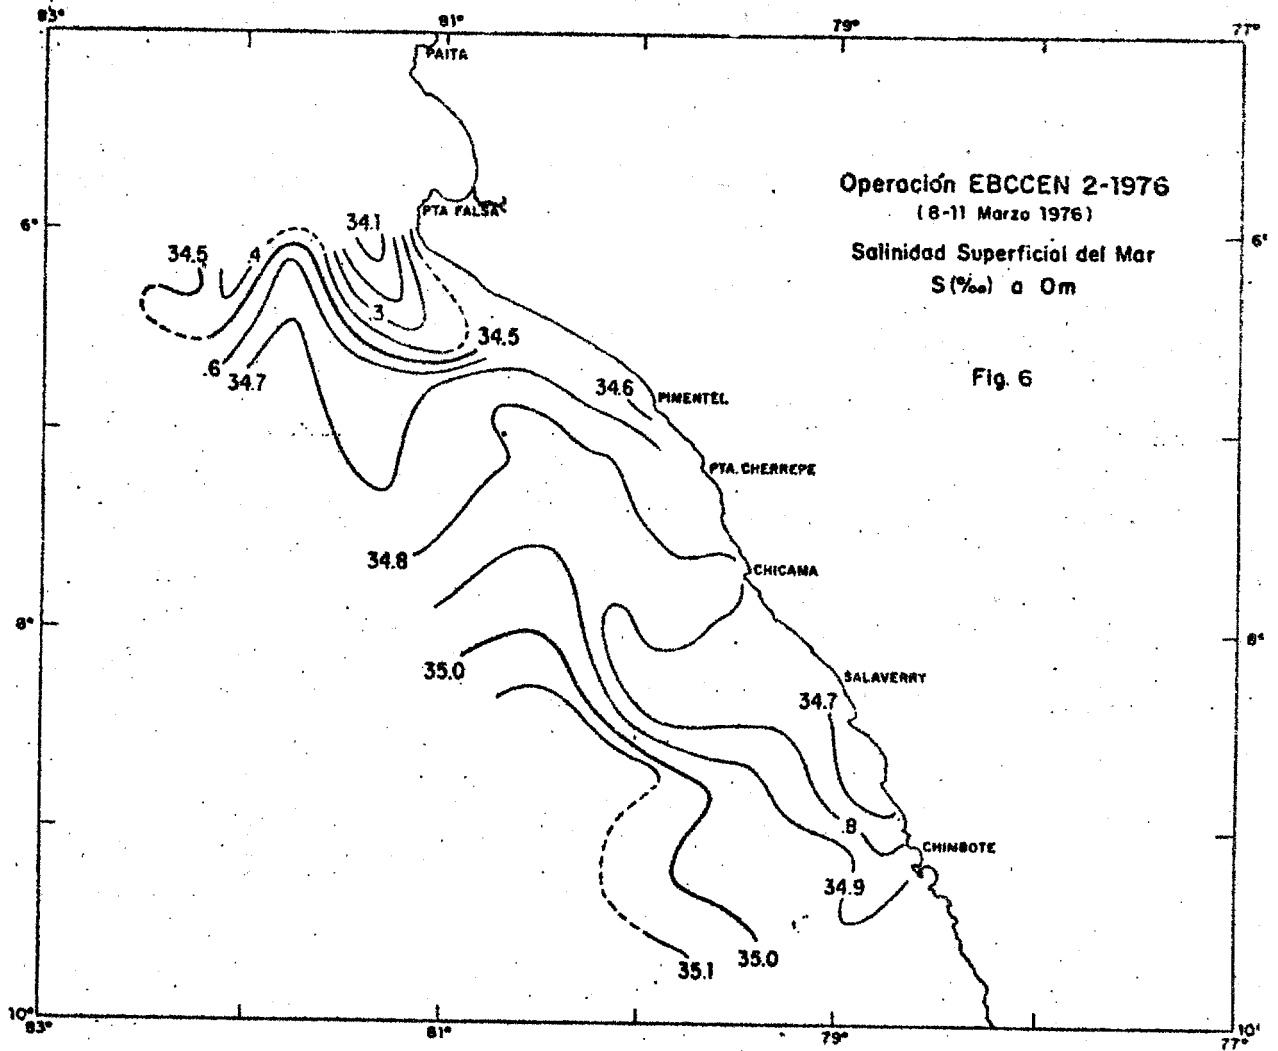 83° 81° 79° 77°
PAITA
Operación EBCCEN 2-1976
(8-11 Marzo 1976)
Salinidad Superficial del Mar
S(‰) a 0m
Fig. 6
PTA FALSA
6° 6°
34.1
34.5 .4
.3
34.5
.6
34.7
34.6
PIMENTEL
PTA. CHERREPE
34.8
CHICAMA
8° 8°
35.0
SALAVERRY
34.7
.8
CHIMBOTE
34.9
35.0
35.1
10° 10°
83° 81° 79° 77°